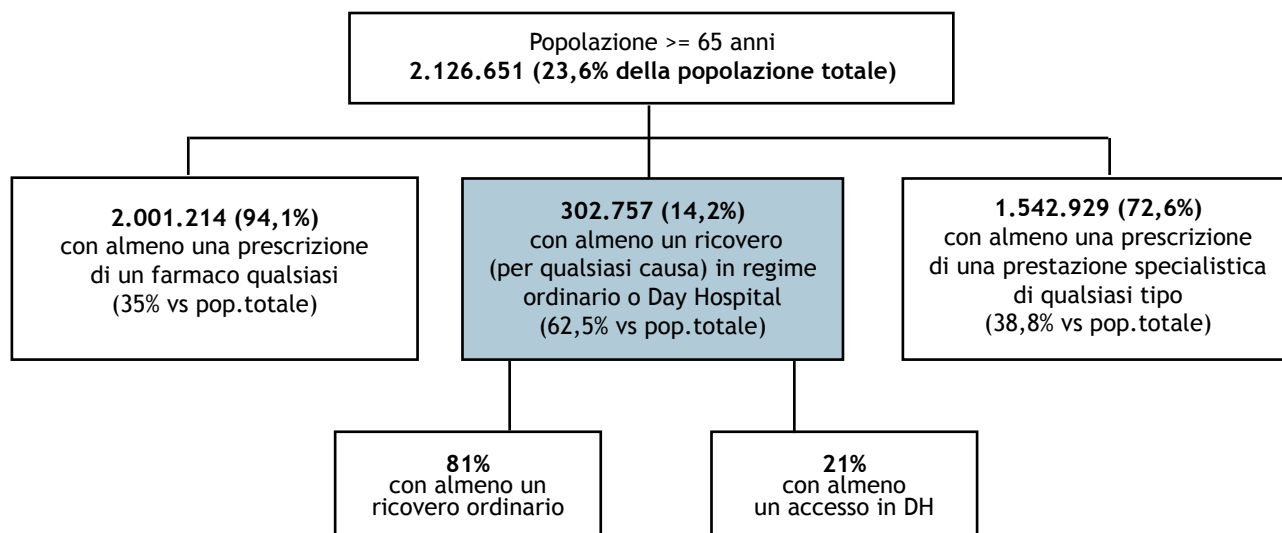 Popolazione >= 65 anni
2.126.651 (23,6% della popolazione totale)
2.001.214 (94,1%)
con almeno una prescrizione
di un farmaco qualsiasi
(35% vs pop.totale)
302.757 (14,2%)
con almeno un ricovero
(per qualsiasi causa) in regime
ordinario o Day Hospital
(62,5% vs pop.totale)
1.542.929 (72,6%)
con almeno una prescrizione
di una prestazione specialistica
di qualsiasi tipo
(38,8% vs pop.totale)
81%
con almeno un
ricovero ordinario
21%
con almeno
un accesso in DH